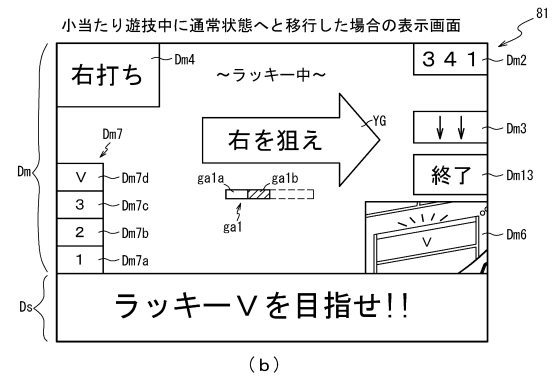 小当たり遊技中に通常状態へと移行した場合の表示画面
81
右打ち
Dm4
～ラッキー中～
３４１
Dm2
YG
右を狙え
↓↓
Dm3
Dm7
Dm
終了
Dm13
V
Dm7d
3
Dm7c
2
Dm7b
1
Dm7a
ga1a
ga1b
ga1
V
Dm6
Ds
ラッキーVを目指せ!!
(b)